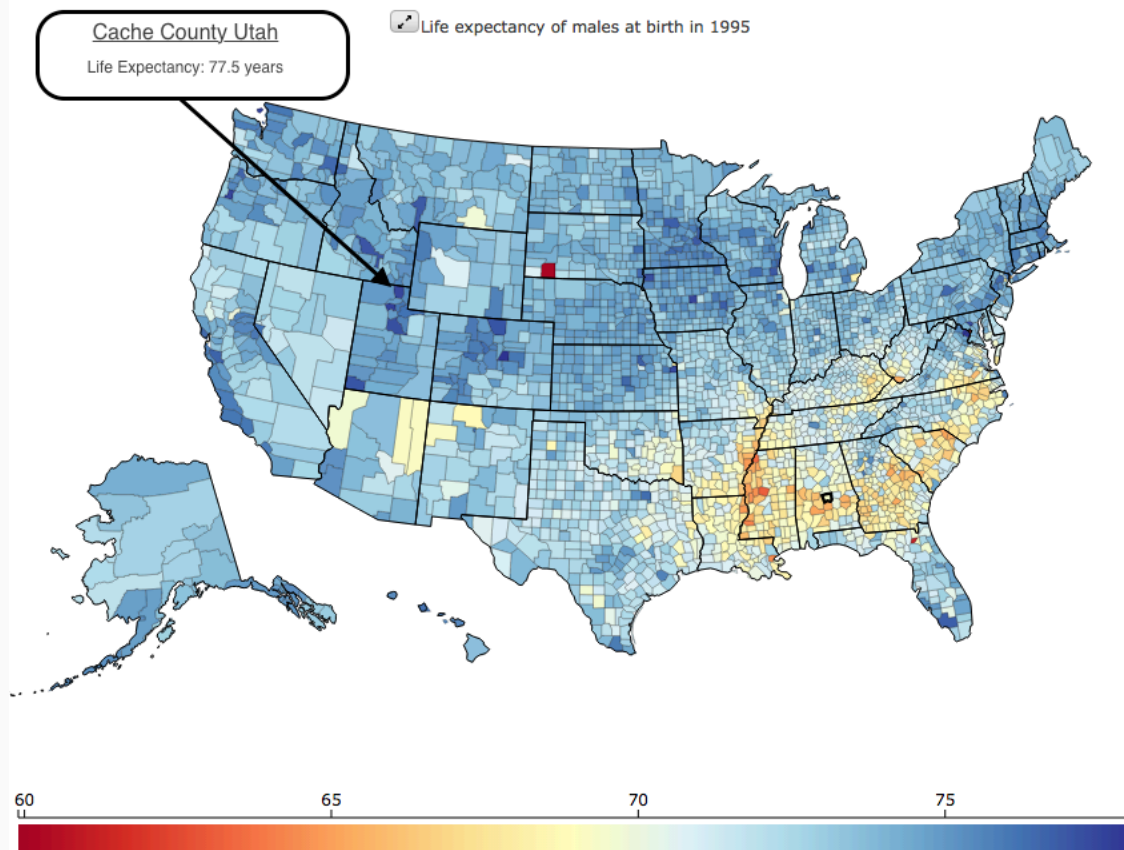 Cache County Utah
Life Expectancy: 77.5 years
Life expectancy of males at birth in 1995
60 65 70 75